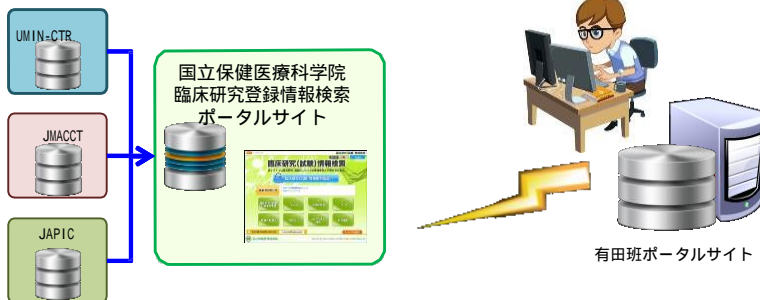 UMIN-CTR
JMACCT
JAPIC
国立保健医療科学院
臨床研究登録情報検索
ポータルサイト
臨床研究(試験)情報検索
有田班ポータルサイト